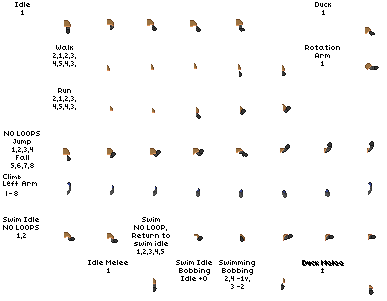 Idle
1
Duck
1
Walk
2,1,2,3,
4,5,4,3,
Rotation
Arm
1
Run
2,1,2,3,
4,5,4,3,
NO LOOPS
Jump
1,2,3,4
Fall
5,6,7,8
Climb
Left Arm
1-8
Swim Idle
NO LOOPS
1,2
Swim
NO LOOP,
Return to
swim idle
1,2,3,4,5
Idle Melee
1
Swim Idle
Bobbing
Idle +0
Swimming
Bobbing
2,4 -1v,
3 -2
Duck Melee
1